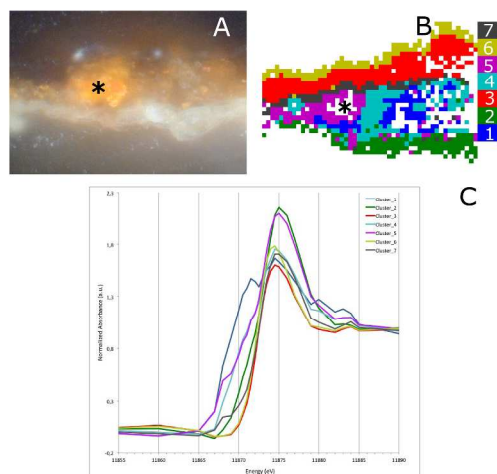 A
*
B
7
6
5
4
3
2
1
*
C
2,3
1,8
1,3
0,8
0,3
-0,2
Normalized Absorbance (a.u.)
Cluster_1
Cluster_2
Cluster_3
Cluster_4
Cluster_5
Cluster_6
Cluster_7
11855
11860
11865
11870
11875
11880
11885
11890
Energy (eV)